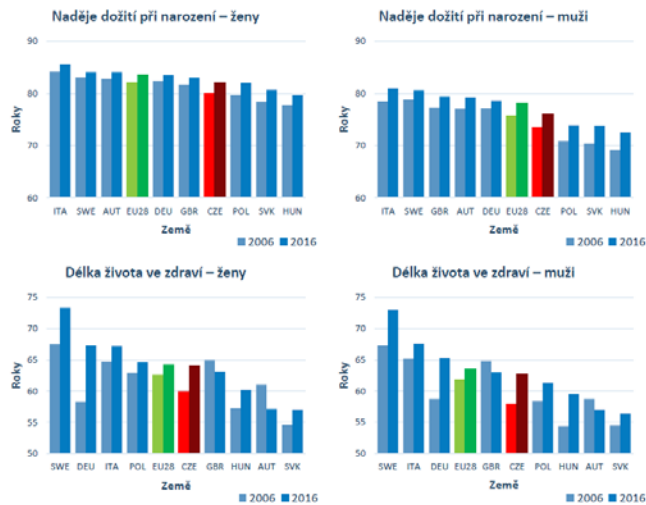 Naděje dožití při narození – ženy
90
80
70
60
Roky
ITA SWE AUT EU28 DEU GBR CZE POL SVK HUN
Země
2006 2016
Naděje dožití při narození – muži
90
80
70
60
Roky
ITA SWE GBR AUT DEU EU28 CZE POL SVK HUN
Země
2006 2016
Délka života ve zdraví – ženy
75
70
65
60
55
50
Roky
SWE DEU ITA POL EU28 CZE GBR HUN AUT SVK
Země
2006 2016
Délka života ve zdraví – muži
75
70
65
60
55
50
Roky
SWE ITA DEU EU28 GBR CZE POL HUN AUT SVK
Země
2006 2016